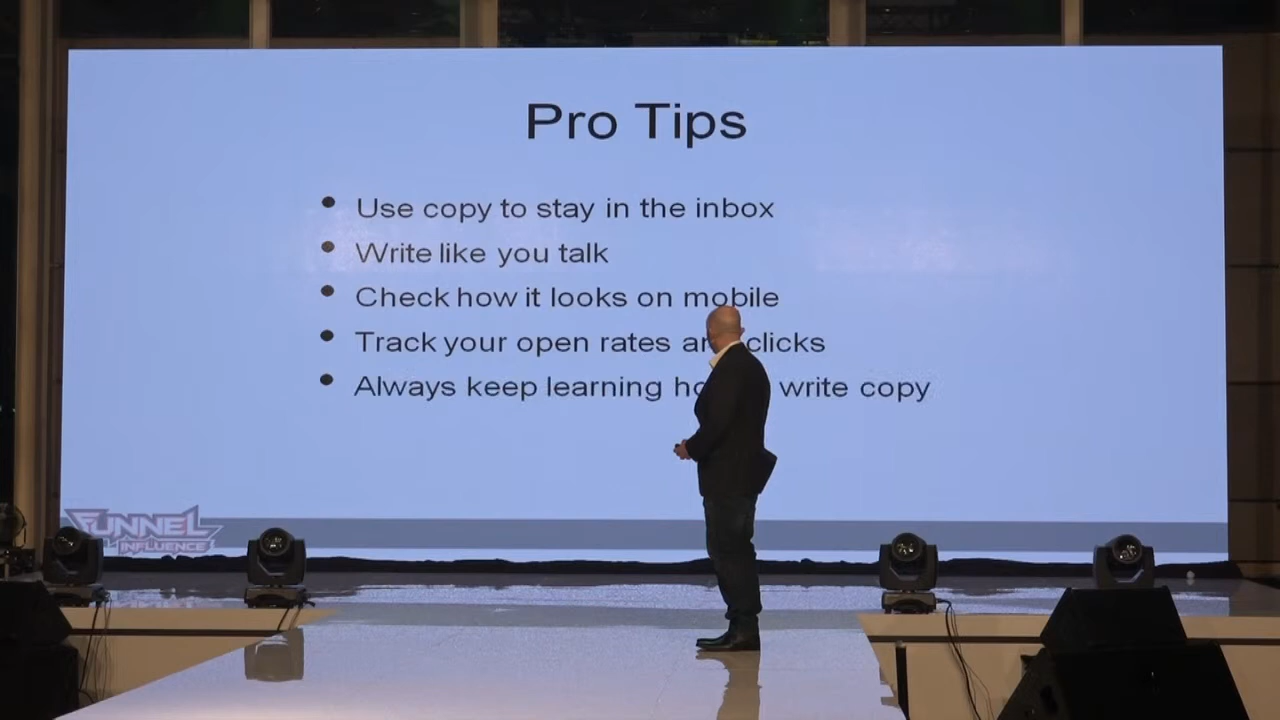 Pro Tips
• Use copy to stay in the inbox
• Write like you talk
• Check how it looks on mobile
• Track your open rates clicks
• Always keep learning write copy
FUNNEL
INFLUENCE